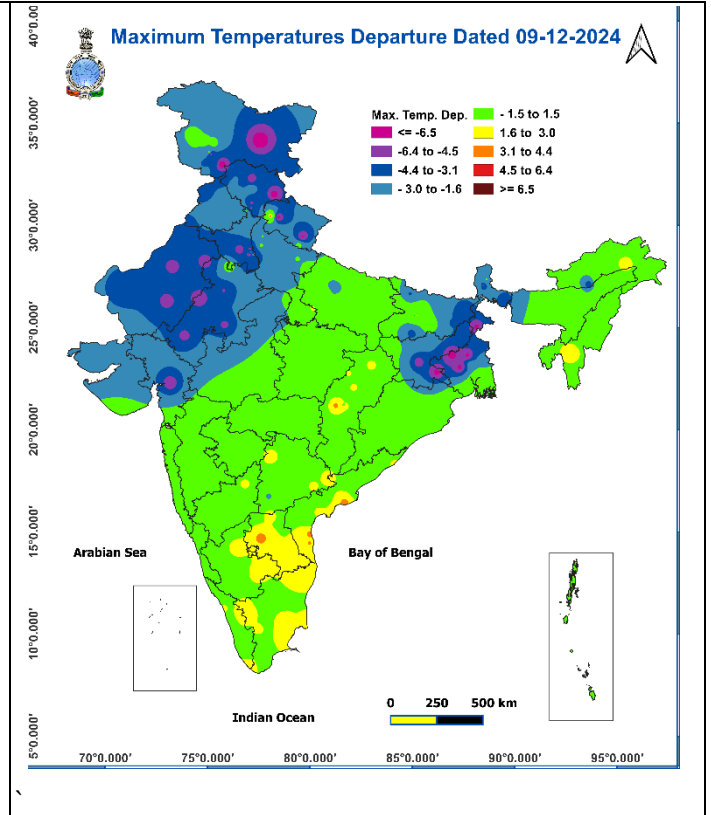 Maximum Temperatures Departure Dated 09-12-2024
Max. Temp. Dep.
<= -6.5
-6.4 to -4.5
-4.4 to -3.1
- 3.0 to -1.6
- 1.5 to 1.5
1.6 to 3.0
3.1 to 4.4
4.5 to 6.4
>= 6.5
40°0.000'
35°0.000'
30°0.000'
25°0.000'
20°0.000'
15°0.000'
10°0.000'
5°0.000'
Arabian Sea
Bay of Bengal
Indian Ocean
0 250 500 km
70°0.000' 75°0.000' 80°0.000' 85°0.000' 90°0.000' 95°0.000'
`